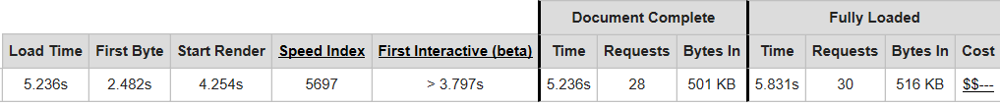 Document Complete Fully Loaded
Load Time First Byte Start Render Speed Index First Interactive (beta) Time Requests Bytes In Time Requests Bytes In Cost
5.236s 2.482s 4.254s 5697 > 3.797s 5.236s 28 501 KB 5.831s 30 516 KB $$---